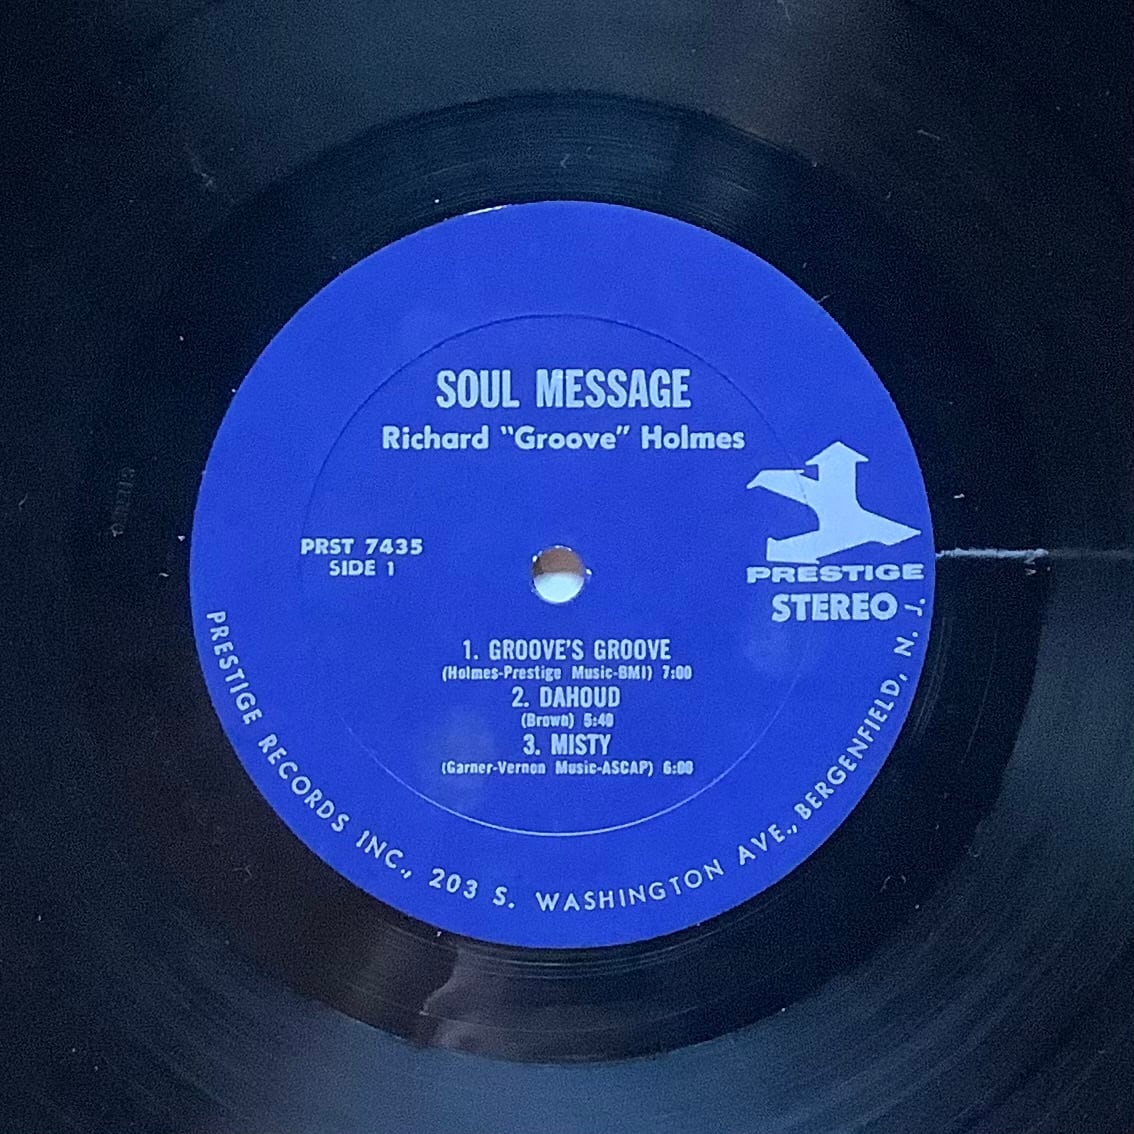 SOUL MESSAGE
Richard "Groove" Holmes
PRST 7435
SIDE 1
PRESTIGE
STEREO
1. GROOVE'S GROOVE
(Holmes-Prestige Music-BMI) 7:00
2. DAHOUD
(Brown) 5:40
3. MISTY
(Garner-Vernon Music-ASCAP) 6:00
PRESTIGE RECORDS INC., 203 S. WASHINGTON AVE., BERGENFIELD, N. J.